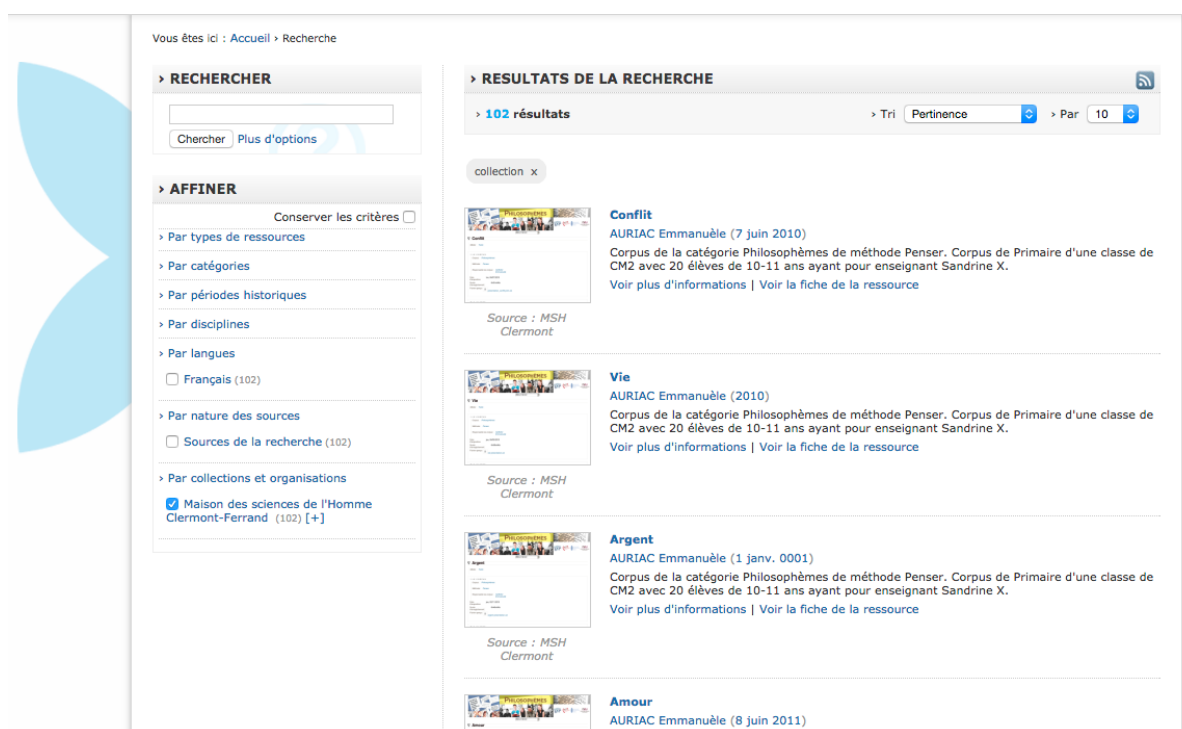 Vous êtes ici : Accueil › Recherche
› RECHERCHER
Chercher Plus d'options
› AFFINER
Conserver les critères
› Par types de ressources
› Par catégories
› Par périodes historiques
› Par disciplines
› Par langues
Français (102)
› Par nature des sources
Sources de la recherche (102)
› Par collections et organisations
Maison des sciences de l'Homme
Clermont-Ferrand (102) [+]
› RESULTATS DE LA RECHERCHE
› 102 résultats
› Tri Pertinence › Par 10
collection x
PHILOSOPHÈMES
Conflit
Source : MSH
Clermont
Conflit
AURIAC Emmanuèle (7 juin 2010)
Corpus de la catégorie Philosophèmes de méthode Penser. Corpus de Primaire d'une classe de
CM2 avec 20 élèves de 10-11 ans ayant pour enseignant Sandrine X.
Voir plus d'informations | Voir la fiche de la ressource
PHILOSOPHÈMES
Vie
Source : MSH
Clermont
Vie
AURIAC Emmanuèle (2010)
Corpus de la catégorie Philosophèmes de méthode Penser. Corpus de Primaire d'une classe de
CM2 avec 20 élèves de 10-11 ans ayant pour enseignant Sandrine X.
Voir plus d'informations | Voir la fiche de la ressource
PHILOSOPHÈMES
Argent
Source : MSH
Clermont
Argent
AURIAC Emmanuèle (1 janv. 0001)
Corpus de la catégorie Philosophèmes de méthode Penser. Corpus de Primaire d'une classe de
CM2 avec 20 élèves de 10-11 ans ayant pour enseignant Sandrine X.
Voir plus d'informations | Voir la fiche de la ressource
PHILOSOPHÈMES
Amour
Amour
AURIAC Emmanuèle (8 juin 2011)